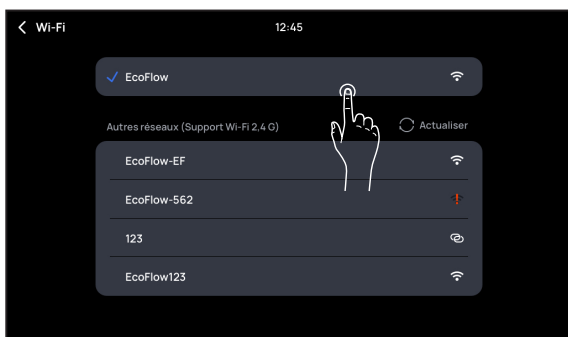 Wi-Fi
12:45
EcoFlow
Autres réseaux (Support Wi-Fi 2,4 G)
Actualiser
EcoFlow-EF
EcoFlow-562
123
EcoFlow123